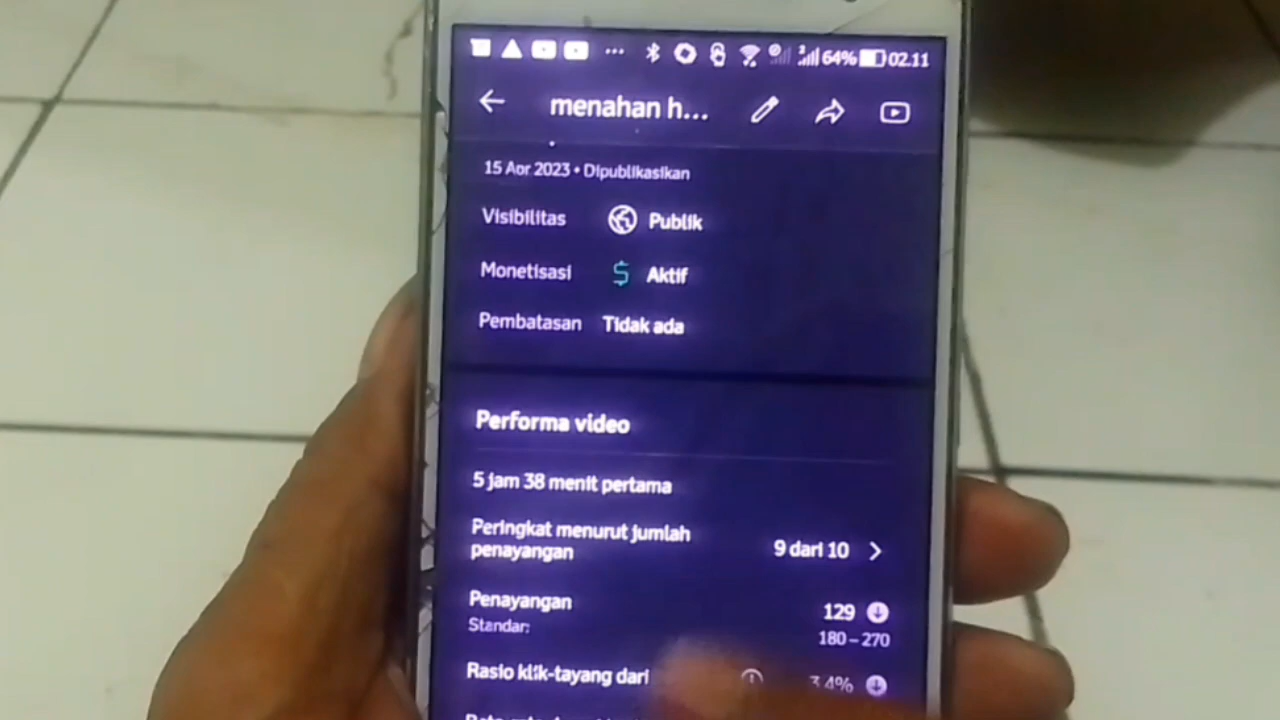 64% 02.11
menahan h...
15 Apr 2023 • Dipublikasikan
Visibilitas Publik
Monetisasi $ Aktif
Pembatasan Tidak ada
Performa video
5 jam 38 menit pertama
Peringkat menurut jumlah
penayangan
9 dari 10
Penayangan 129
Standar: 180 – 270
Rasio klik-tayang dari 3,4%